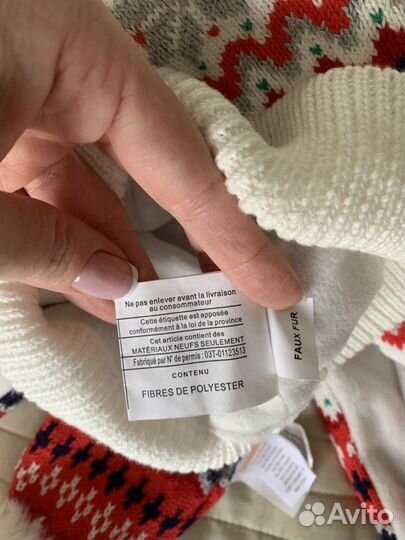 Ne pas enlever avant la livraison
au consommateur
Cette étiquette est apposée
conformément à la loi de la province
Cet article contient des
MATÉRIAUX NEUFS SEULEMENT
Fabriqué par N° de permis : 03T-01123513
CONTENU
FIBRES DE POLYESTER
FAUX FUR
Avito